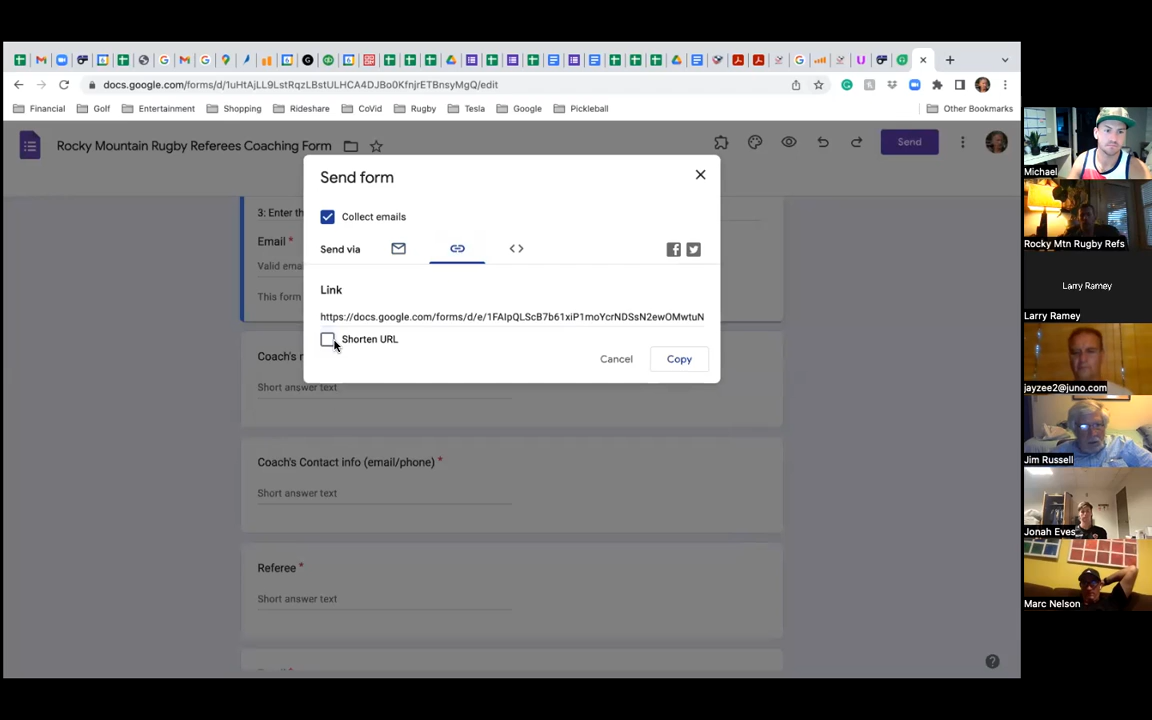 docs.google.com/forms/d/1uHtAjLL9LstRqzLBstULHCA4DJBo0KfnjrETBnsyMgQ/edit
Financial Golf Entertainment Shopping Rideshare CoVid Rugby Tesla Google Pickleball Other Bookmarks
Rocky Mountain Rugby Referees Coaching Form
Send
Send form
Collect emails
Send via
Link
https://docs.google.com/forms/d/e/1FAIpQLScB7b61xiP1moYcrNDSsN2ewOMwtuN
Shorten URL
Cancel
Copy
3: Enter th
Email *
Valid emai
This form
Coach's n
Short answer text
Coach's Contact info (email/phone) *
Short answer text
Referee *
Short answer text
Michael
Rocky Mtn Rugby Refs
Larry Ramey
Larry Ramey
jayzee2@juno.com
Jim Russell
Jonah Eves
Marc Nelson